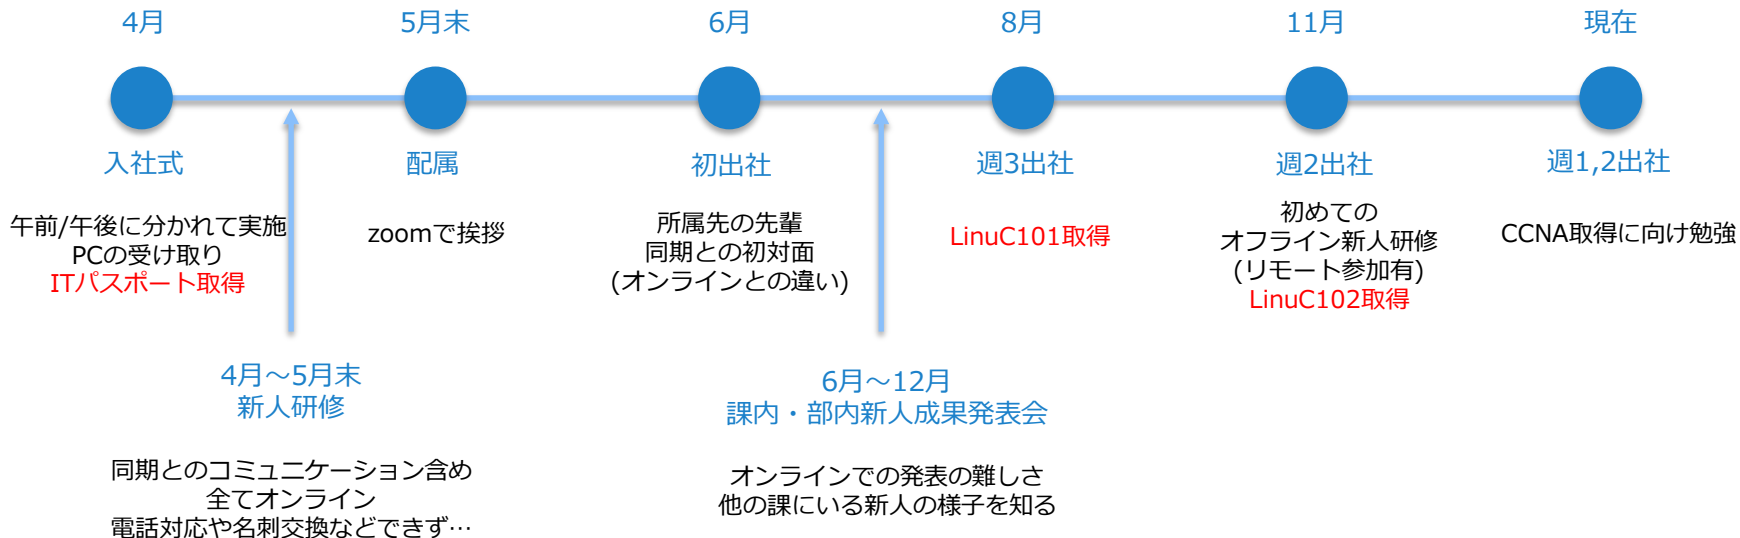 4月
5月末
6月
8月
11月
現在
入社式
配属
初出社
週3出社
週2出社
週1,2出社
午前/午後に分かれて実施
PCの受け取り
ITパスポート取得
zoomで挨拶
所属先の先輩
同期との初対面
(オンラインとの違い)
LinuC101取得
初めての
オフライン新人研修
(リモート参加有)
LinuC102取得
CCNA取得に向け勉強
4月～5月末
新人研修
同期とのコミュニケーション含め
全てオンライン
電話対応や名刺交換などできず…
6月～12月
課内・部内新人成果発表会
オンラインでの発表の難しさ
他の課にいる新人の様子を知る